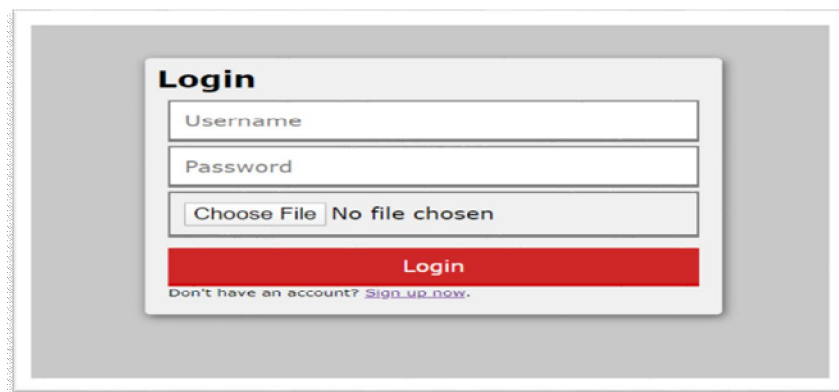 Login
Username
Password
Choose File No file chosen
Login
Don't have an account? Sign up now.